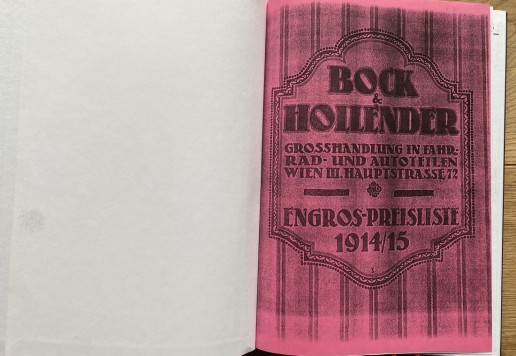 BOCK
&
HOLLENDER
GROSSHANDLUNG IN FAHR-
RAD- UND AUTOTEILEN
WIEN III. HAUPTSTRASSE 72
ENGROS-PREISLISTE
1914/15